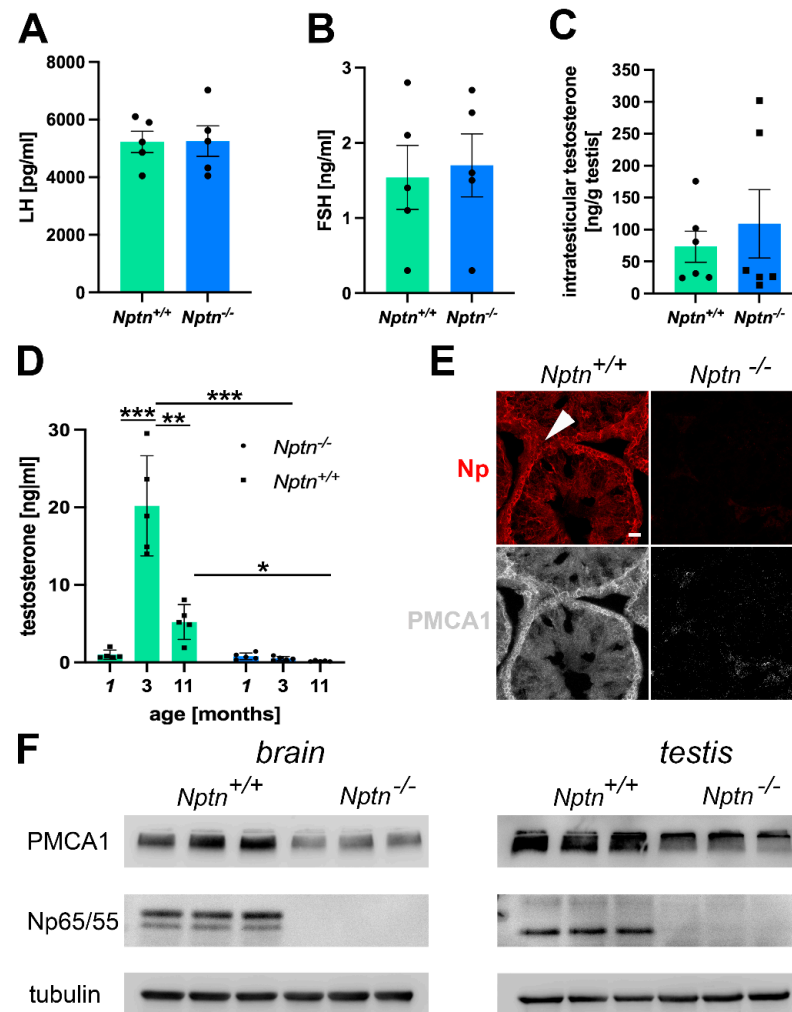 A
LH [pg/ml]
8000
6000
4000
2000
0
Nptn+/+ Nptn-/-
B
FSH [ng/ml]
3
2
1
0
Nptn+/+ Nptn-/-
C
intratesticular testosterone
[ng/g testis[
350
300
250
200
150
100
50
0
Nptn+/+ Nptn-/-
D
testosterone [ng|ml]
30
20
10
0
*** ** ***
*
Nptn-/-
Nptn+/+
1 3 11 1 3 11
age [months]
E
Nptn+/+ Nptn -/-
Np
PMCA1
F
brain testis
Nptn+/+ Nptn-/- Nptn+/+ Nptn-/-
PMCA1
Np65/55
tubulin